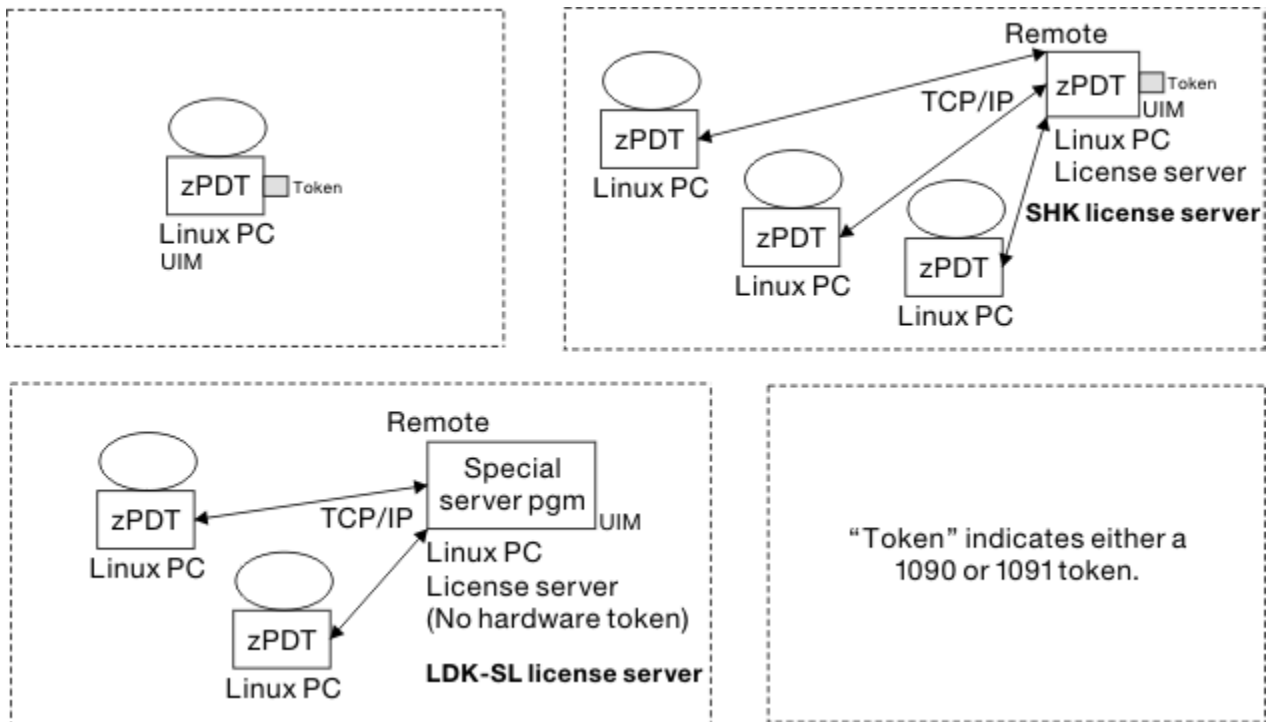 zPDT
Token
Linux PC
UIM
Remote
zPDT
Token
UIM
TCP/IP
zPDT
Linux PC
Linux PC
License server
SHK license server
zPDT
Linux PC
zPDT
Linux PC
Remote
Special
server pgm
UIM
TCP/IP
zPDT
Linux PC
Linux PC
License server
(No hardware token)
LDK-SL license server
zPDT
Linux PC
“Token” indicates either a
1090 or 1091 token.